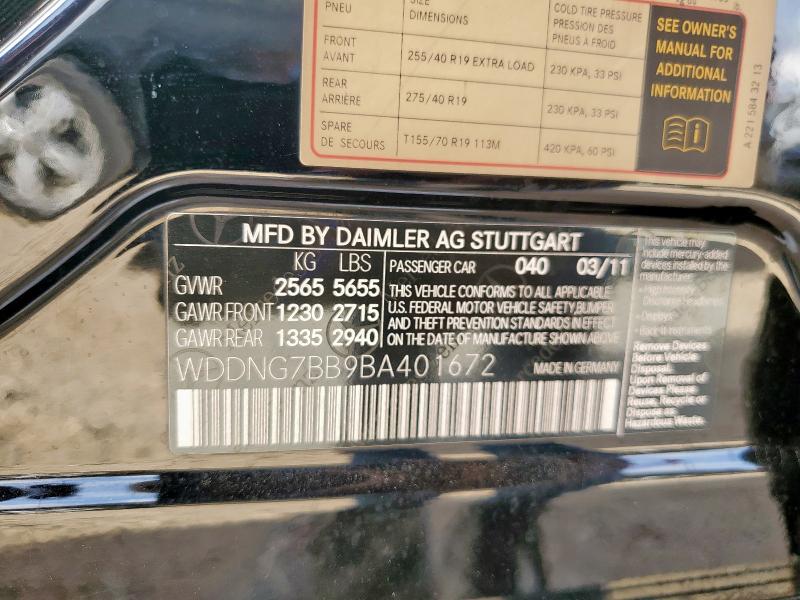 PNEU
SIZE
DIMENSIONS
COLD TIRE PRESSURE
PRESSION DES
PNEUS A FROID
FRONT
AVANT
255/40 R19 EXTRA LOAD
230 KPA, 33 PSI
REAR
ARRIÈRE
275/40 R19
230 KPA, 33 PSI
SPARE
DE SECOURS
T155/70 R19 113M
420 KPA, 60 PSI
SEE OWNER'S
MANUAL FOR
ADDITIONAL
INFORMATION
A 221 584 32 13
MFD BY DAIMLER AG STUTTGART
KG LBS
GVWR 2565 5655
GAWR FRONT 1230 2715
GAWR REAR 1335 2940
PASSENGER CAR 040 03/11
THIS VEHICLE CONFORMS TO ALL APPLICABLE
U.S. FEDERAL MOTOR VEHICLE SAFETY, BUMPER
AND THEFT PREVENTION STANDARDS IN EFFECT
ON THE DATE OF MANUFACTURE SHOWN ABOVE
WDDNG7BB9BA401672
MADE IN GERMANY
This vehicle may
include mercury-added
devices installed by the
manufacturer:
- High Intensity
Discharge Headlamps
- Displays
Remove Devices
Before Vehicle
Disposal.
Upon Removal of
Devices, Please
Reuse, Recycle or
Dispose as
Hazardous Waste.